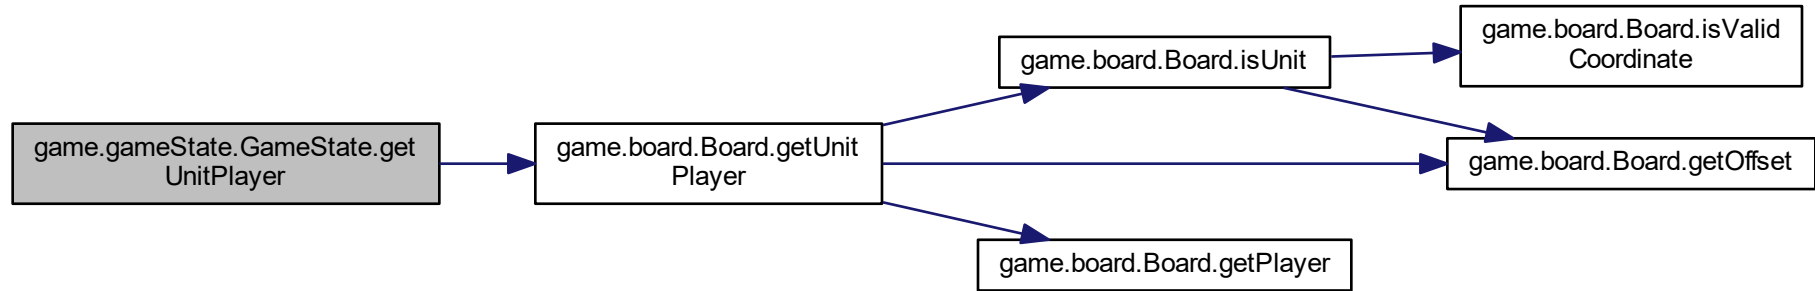 game.gameState.GameState.get
UnitPlayer
game.board.Board.getUnit
Player
game.board.Board.isUnit
game.board.Board.isValid
Coordinate
game.board.Board.getOffset
game.board.Board.getPlayer